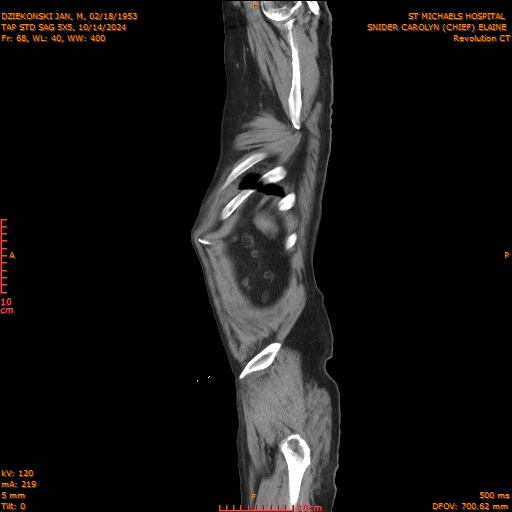 DZIEKONSKI JAN, M, 02/18/1953
TAP STD SAG 5X5, 10/14/2024
Fr: 68, WL: 40, WW: 400
ST MICHAELS HOSPITAL
SNIDER CAROLYN (CHIEF) ELAINE
Revolution CT
A
P
10
cm
kV: 120
mA: 219
5 mm
Tilt: 0
500 ms
DFOV: 700.62 mm